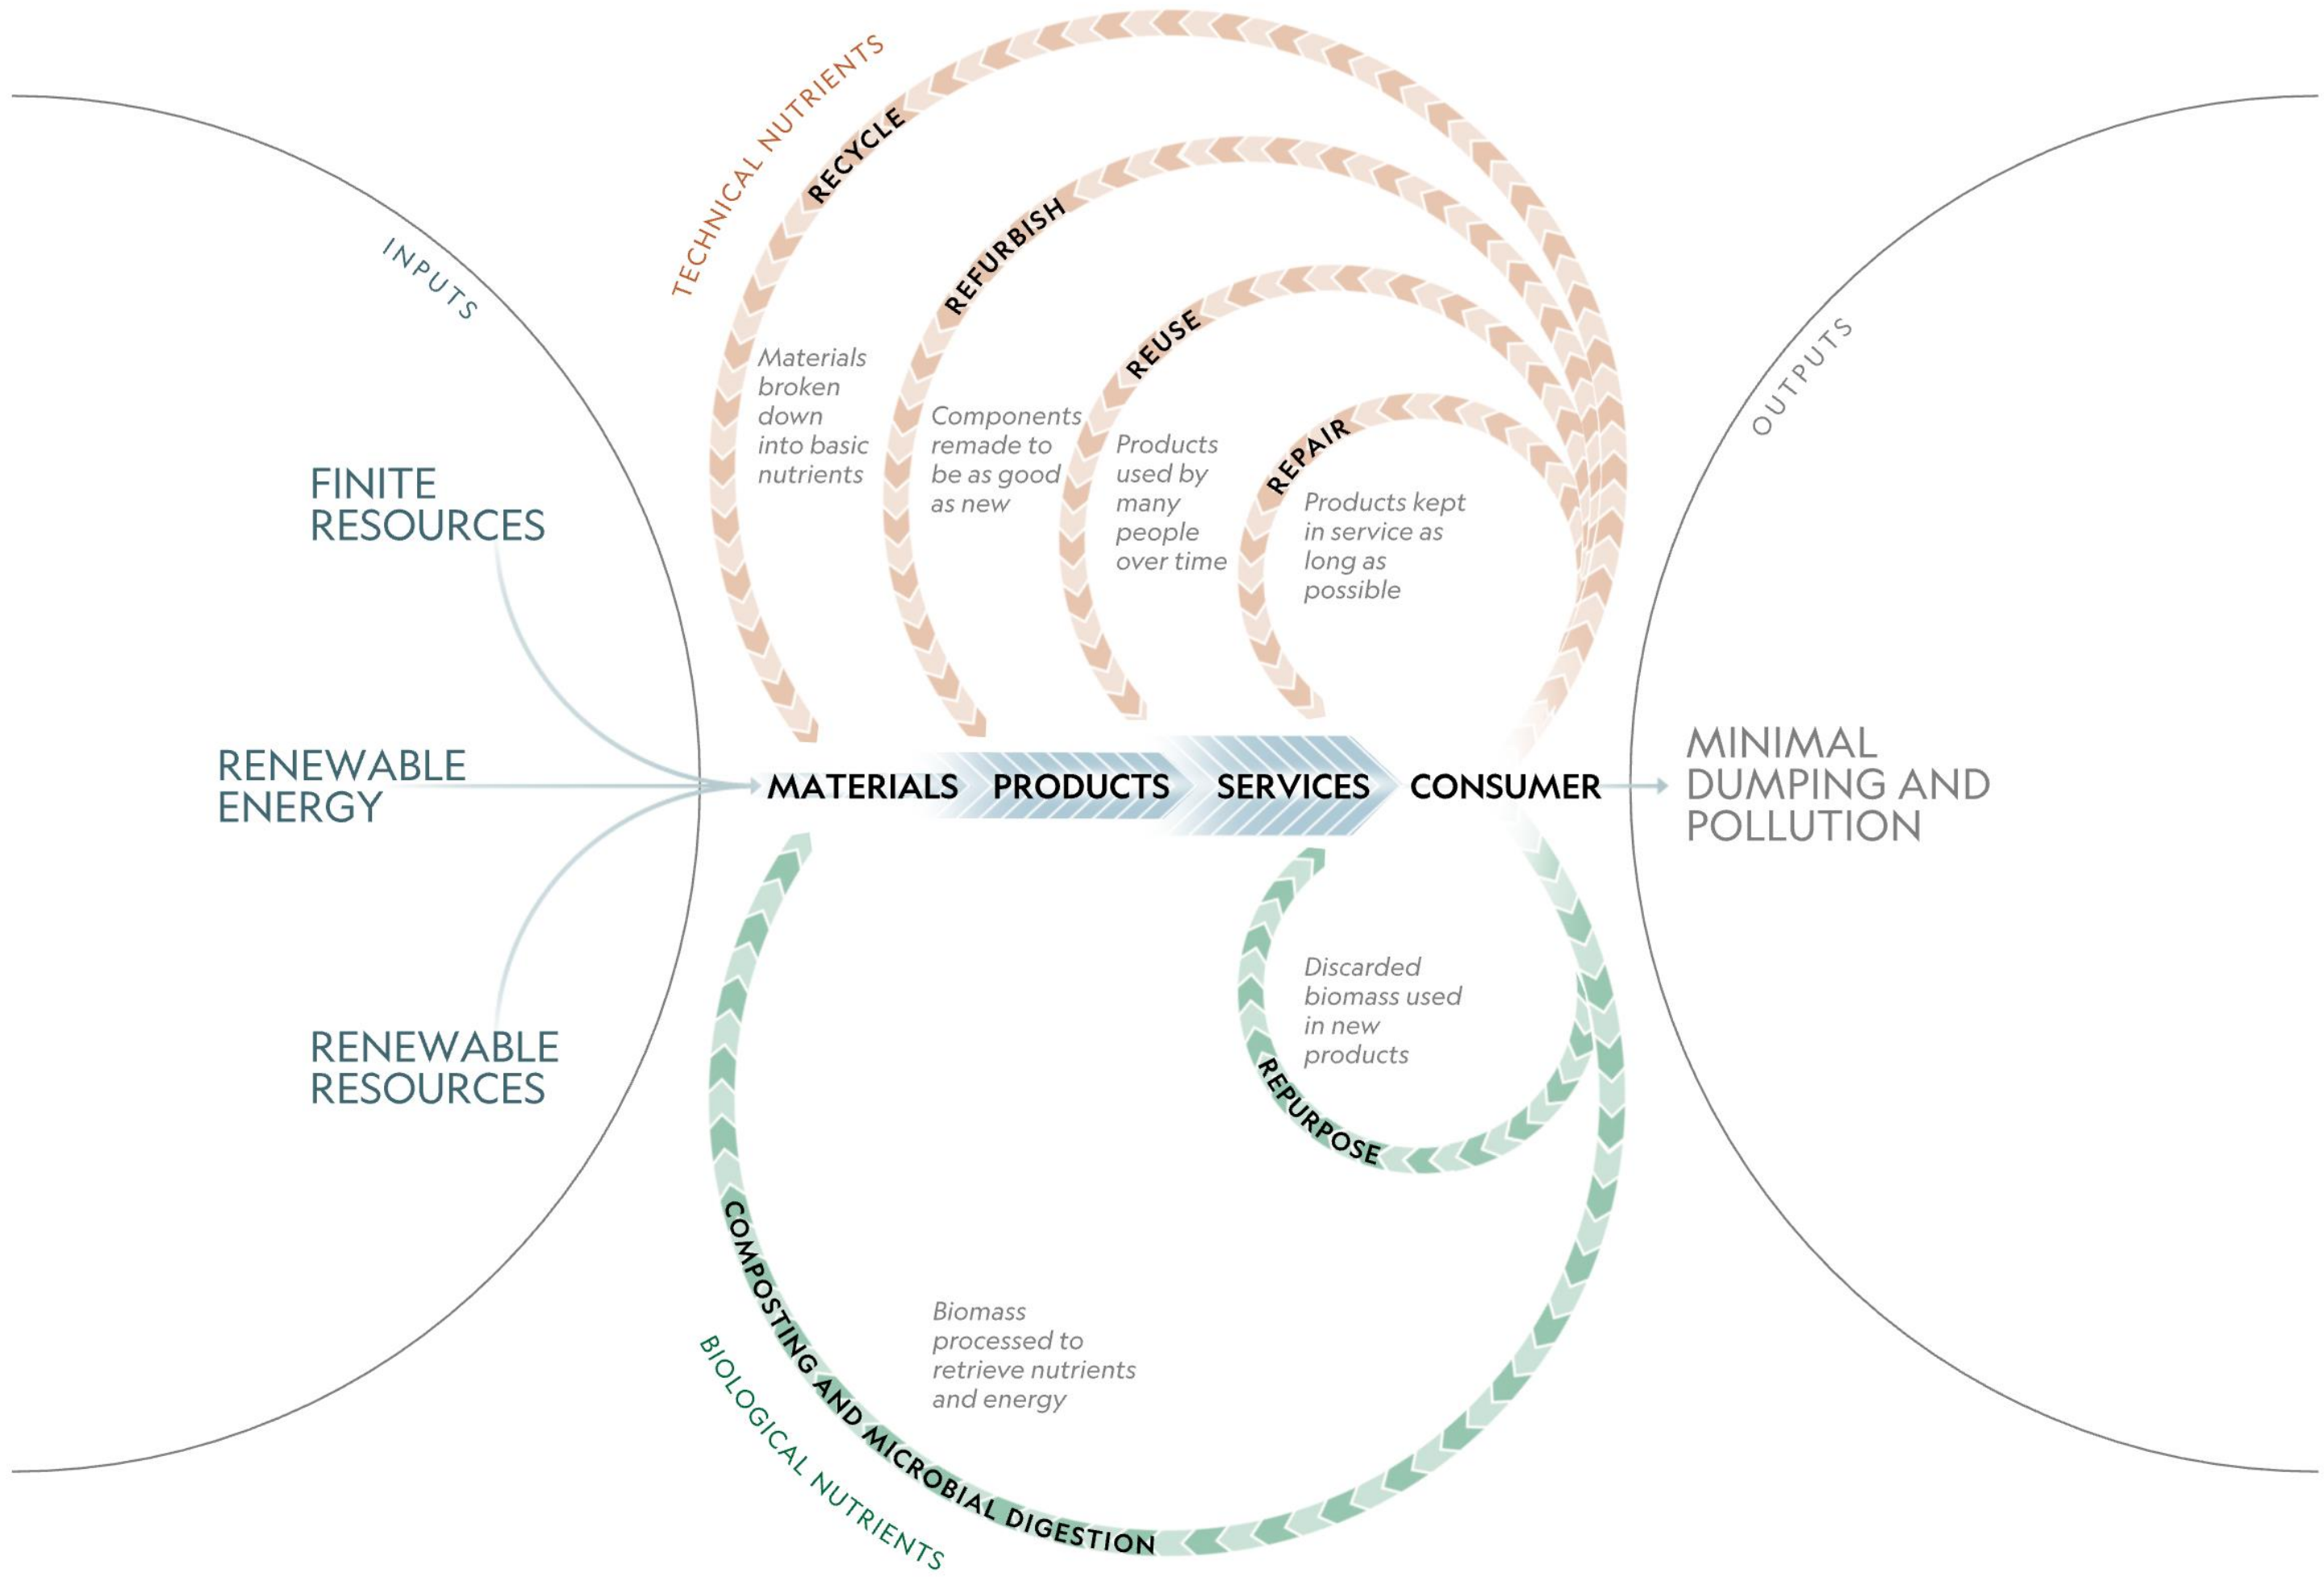 TECHNICAL NUTRIENTS
RECYCLE
REFURBISH
REUSE
REPAIR
INPUTS
OUTPUTS
Materials
broken
down
into basic
nutrients
Components
remade to
be as good
as new
Products
used by
many
people
over time
Products kept
in service as
long as
possible
FINITE
RESOURCES
RENEWABLE
ENERGY
RENEWABLE
RESOURCES
MATERIALS
PRODUCTS
SERVICES
CONSUMER
MINIMAL
DUMPING AND
POLLUTION
Discarded
biomass used
in new
products
REPURPOSE
COMPOSTING AND MICROBIAL DIGESTION
Biomass
processed to
retrieve nutrients
and energy
BIOLOGICAL NUTRIENTS